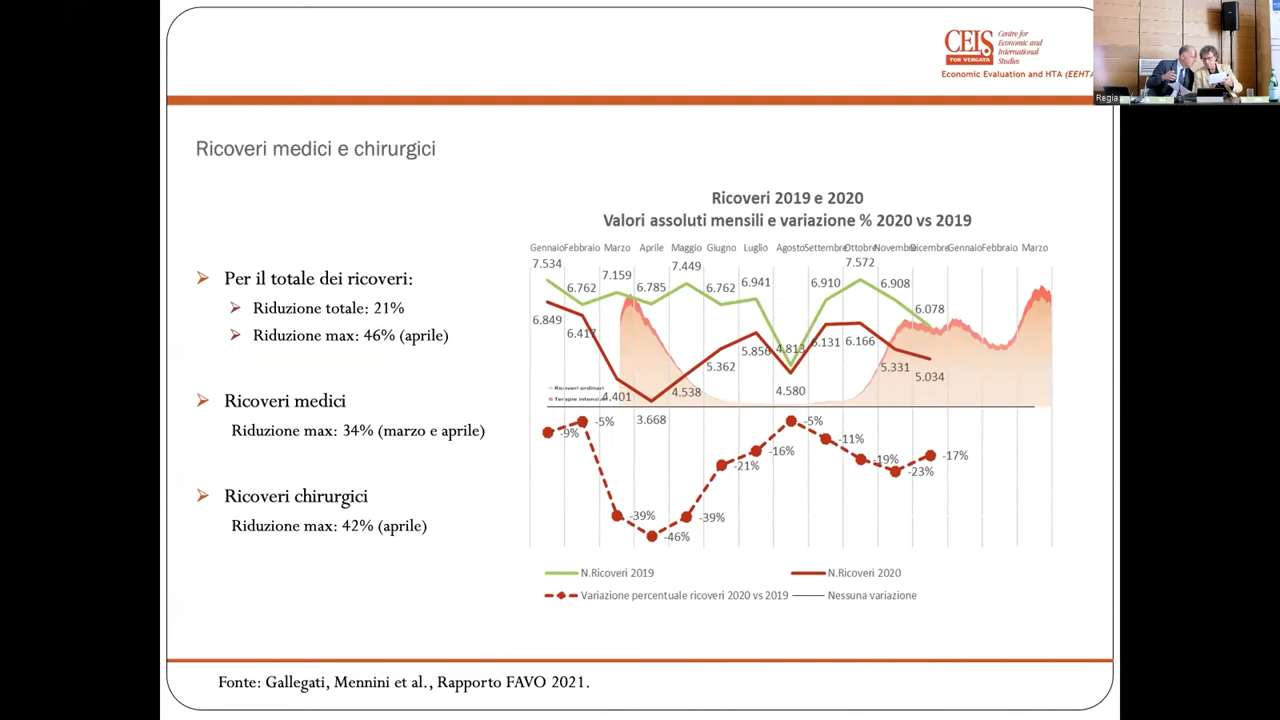 CEIS
TOR VERGATA
Centre for
Economic and
International
Studies
Economic Evaluation and HTA (EEHTA
Regia
Ricoveri medici e chirurgici
Per il totale dei ricoveri:
Riduzione totale: 21%
Riduzione max: 46% (aprile)
Ricoveri medici
Riduzione max: 34% (marzo e aprile)
Ricoveri chirurgici
Riduzione max: 42% (aprile)
Ricoveri 2019 e 2020
Valori assoluti mensili e variazione % 2020 vs 2019
Gennaio Febbraio Marzo Aprile Maggio Giugno Luglio Agosto Settembre Ottobre Novembre Dicembre Gennaio Febbraio Marzo
7.534 6.762 7.159 6.785 7.449 6.762 6.941 4.813 6.910 7.572 6.908 6.078
6.849 6.417 4.401 3.668 4.538 5.362 5.856 4.580 6.131 6.166 5.331 5.034
Ricoveri ordinari
Terapie intensive
-9% -5% -39% -46% -39% -21% -16% -5% -11% -19% -23% -17%
N.Ricoveri 2019 N.Ricoveri 2020
Variazione percentuale ricoveri 2020 vs 2019 Nessuna variazione
Fonte: Gallegati, Mennini et al., Rapporto FAVO 2021.